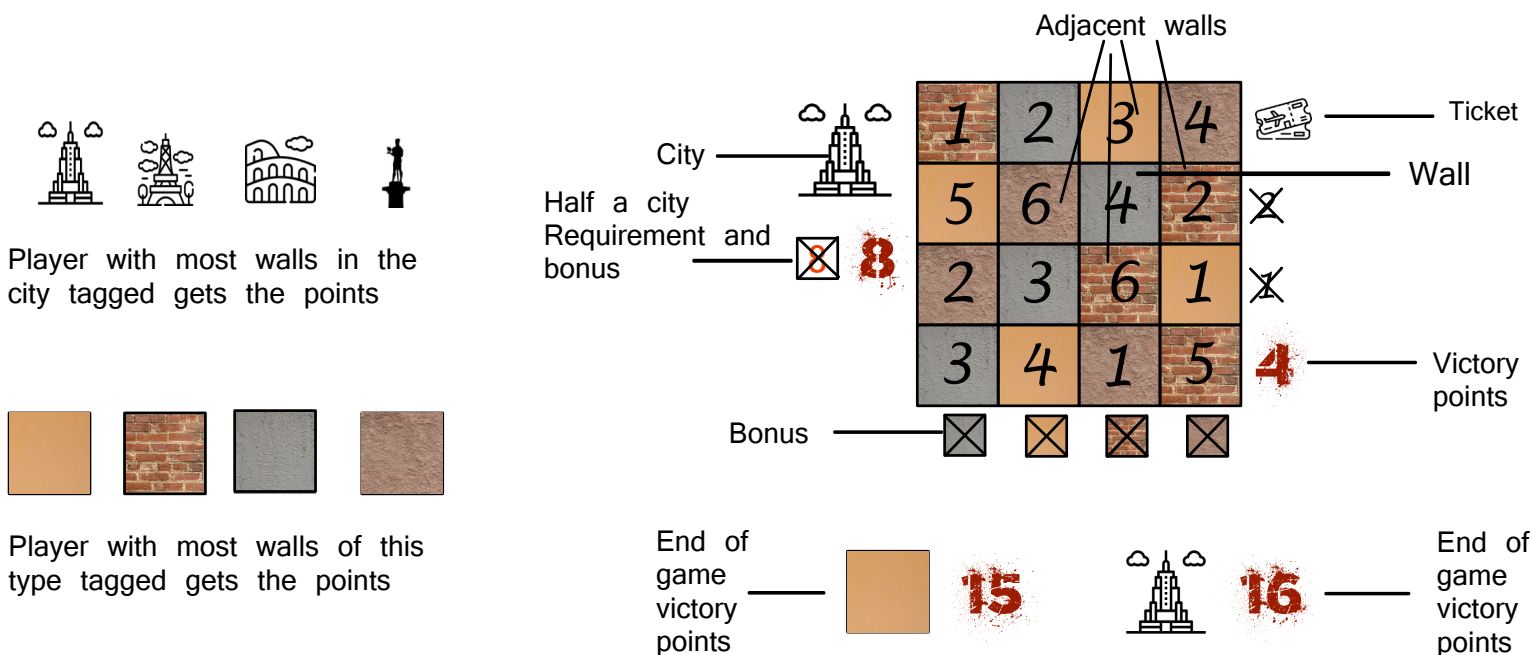 Adjacent walls
1 2 3 4
Ticket
City
Wall
5 6 4 2
2
Half a city
Requirement and
bonus
8
8
2 3 6 1
1
Player with most walls in the
city tagged gets the points
3 4 1 5
4
Victory
points
Bonus
Player with most walls of this
type tagged gets the points
End of
game
victory
points
15
16
End of
game
victory
points